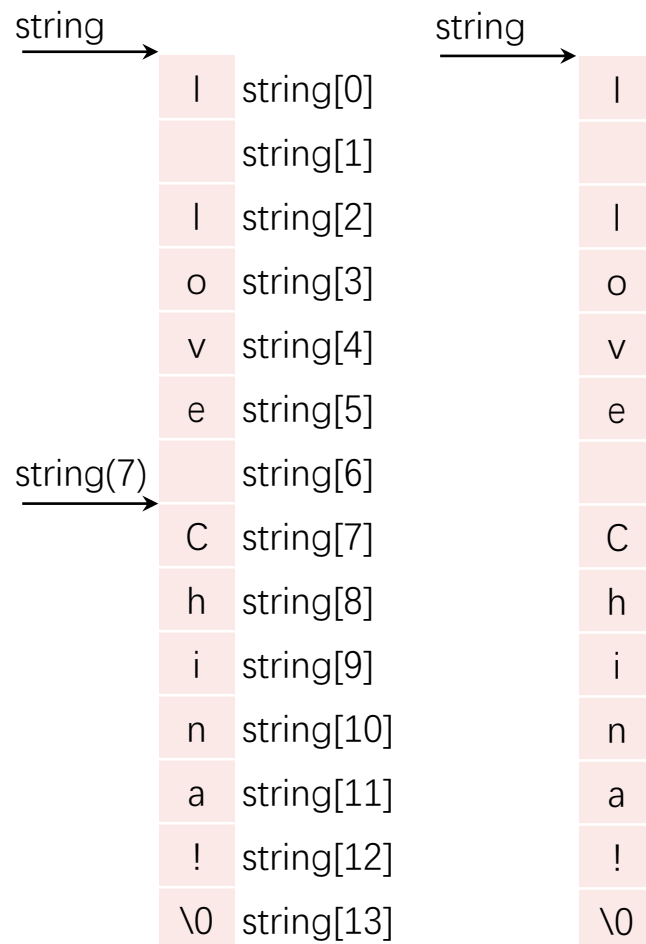 string string
I string[0] I
string[1]
l string[2] l
o string[3] o
v string[4] v
e string[5] e
string(7) string[6]
C string[7] C
h string[8] h
i string[9] i
n string[10] n
a string[11] a
! string[12] !
\0 string[13] \0